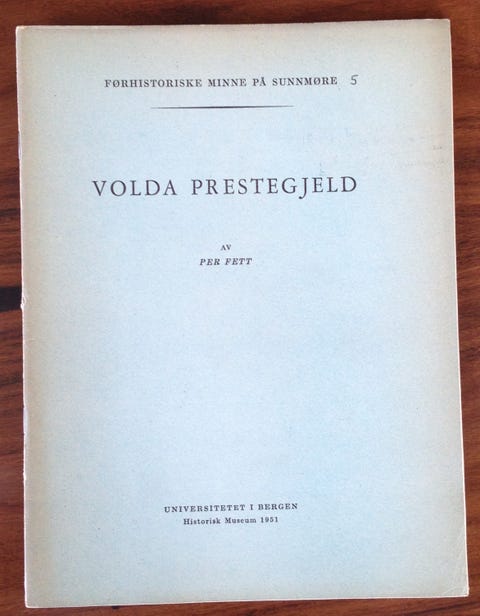 FØRHISTORISKE MINNE PÅ SUNNMØRE 5
VOLDA PRESTEGJELD
AV
PER FETT
UNIVERSITETET I BERGEN
Historisk Museum 1951